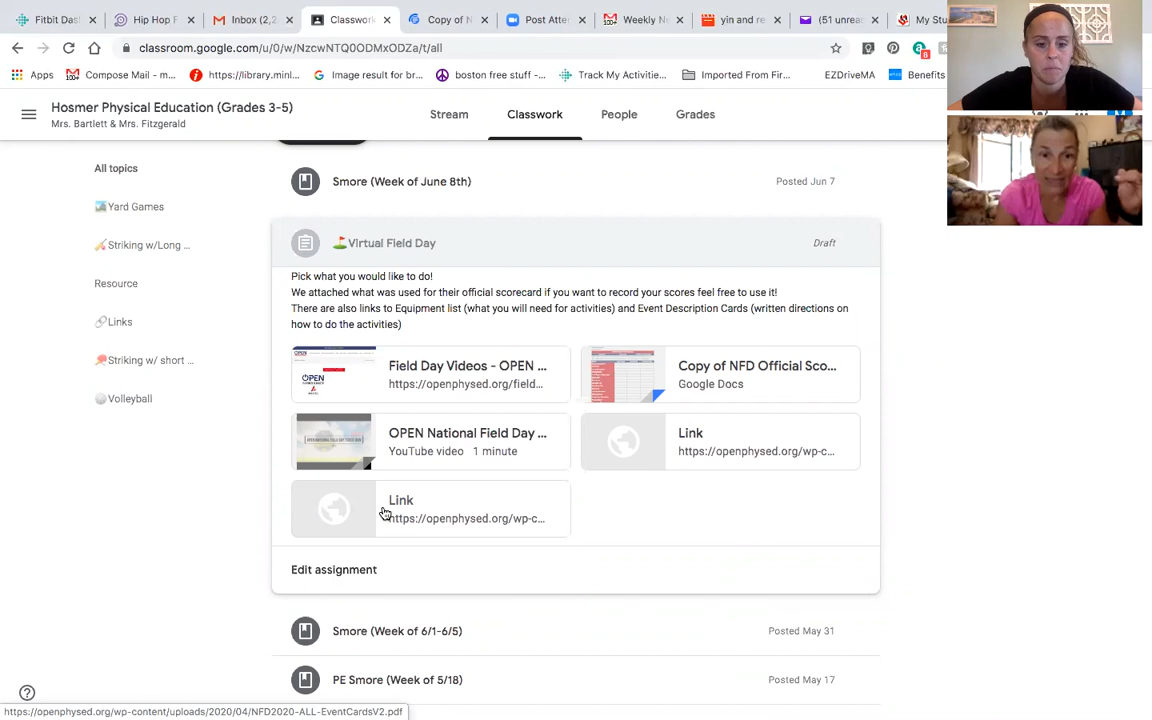 Fitbit Dasl
Hip Hop F
Inbox (2,2
Classwork
Copy of N
Post Atter
Weekly Ne
yin and re
(51 unrea
My Stu
classroom.google.com/u/0/w/NzcwNTQ0ODMxODZa/t/all
Apps
Compose Mail - m...
https://library.minl...
Image result for br...
boston free stuff -...
Track My Activitie...
Imported From Fir...
EZDriveMA
Benefits
Hosmer Physical Education (Grades 3-5)
Mrs. Bartlett & Mrs. Fitzgerald
Stream
Classwork
People
Grades
All topics
Yard Games
Striking w/Long ...
Resource
Links
Striking w/ short ...
Volleyball
Smore (Week of June 8th)
Posted Jun 7
Virtual Field Day
Draft
Pick what you would like to do!
We attached what was used for their official scorecard if you want to record your scores feel free to use it!
There are also links to Equipment list (what you will need for activities) and Event Description Cards (written directions on
how to do the activities)
Field Day Videos - OPEN ...
https://openphysed.org/field...
Copy of NFD Official Sco...
Google Docs
OPEN National Field Day ...
YouTube video 1 minute
Link
https://openphysed.org/wp-c...
Link
https://openphysed.org/wp-c...
Edit assignment
Smore (Week of 6/1-6/5)
Posted May 31
PE Smore (Week of 5/18)
Posted May 17
https://openphysed.org/wp-content/uploads/2020/04/NFD2020-ALL-EventCardsV2.pdf